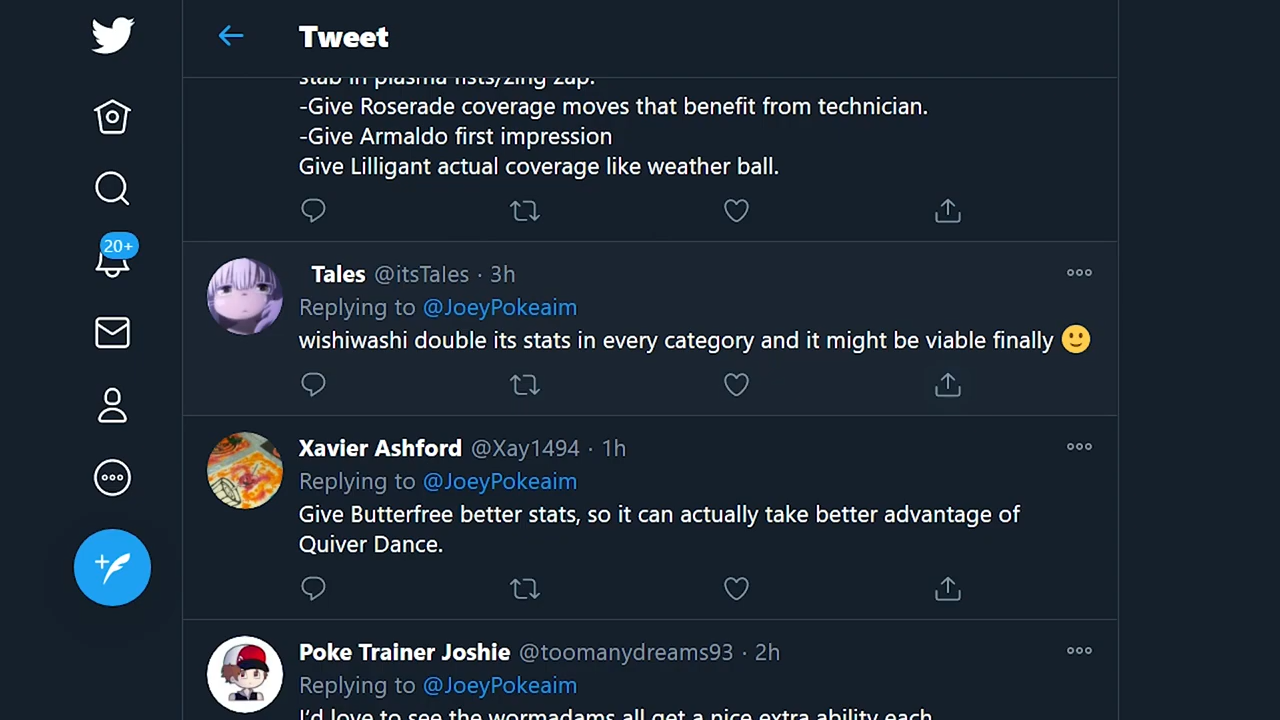 Tweet
stab in plasma fists/zing zap.
-Give Roserade coverage moves that benefit from technician.
-Give Armaldo first impression
Give Lilligant actual coverage like weather ball.
20+
Tales @itsTales · 3h
Replying to @JoeyPokeaim
wishiwashi double its stats in every category and it might be viable finally 🙂
Xavier Ashford @Xay1494 · 1h
Replying to @JoeyPokeaim
Give Butterfree better stats, so it can actually take better advantage of
Quiver Dance.
Poke Trainer Joshie @toomanydreams93 · 2h
Replying to @JoeyPokeaim
I'd love to see the wormadams all get a nice extra ability each